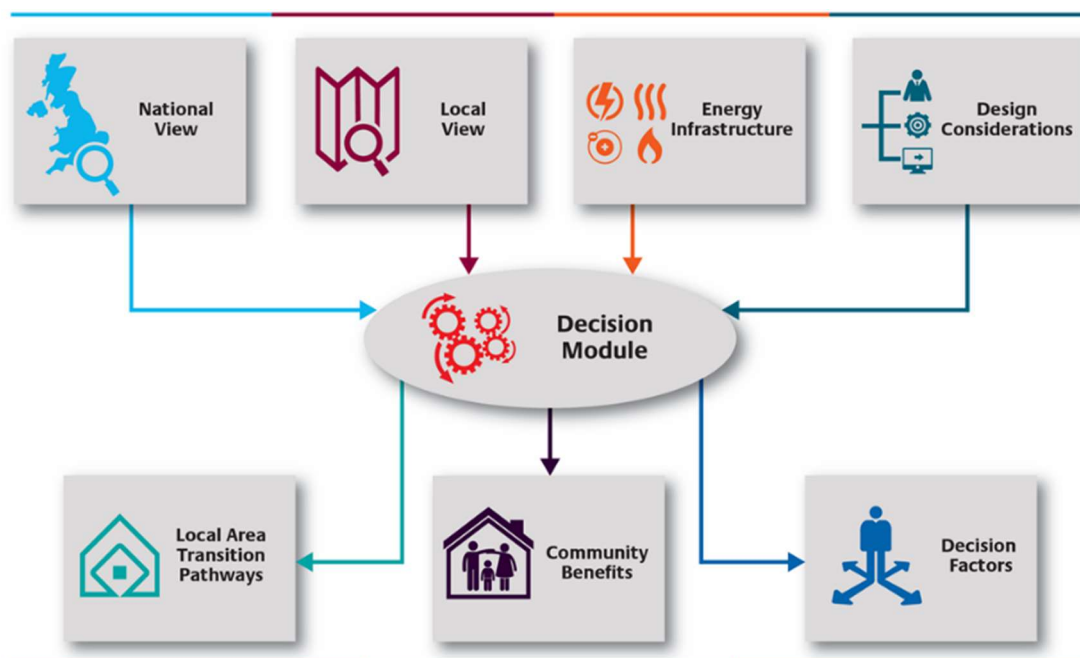 National
View
Local
View
Energy
Infrastructure
Design
Considerations
Decision
Module
Local Area
Transition
Pathways
Community
Benefits
Decision
Factors